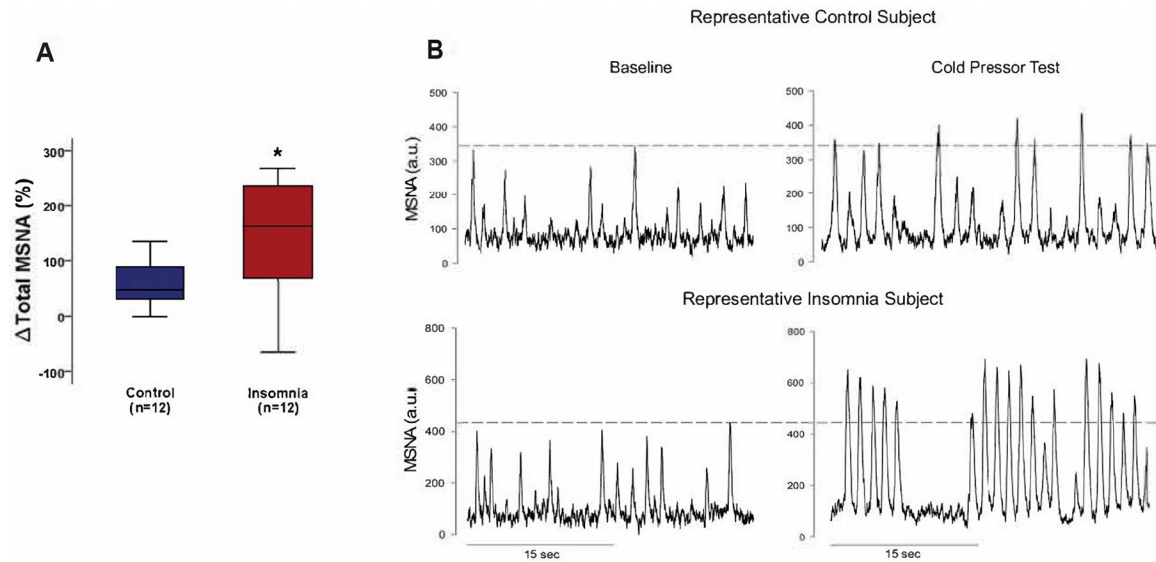 A
Δ Total MSNA (%)
300
200
100
0
-100
*
Control
(n=12)
Insomnia
(n=12)
B
Representative Control Subject
Baseline
Cold Pressor Test
MSNA (a.u.)
500
400
300
200
100
0
500
400
300
200
100
0
Representative Insomnia Subject
MSNA (a.u.)
800
600
400
200
0
800
600
400
200
0
15 sec
15 sec